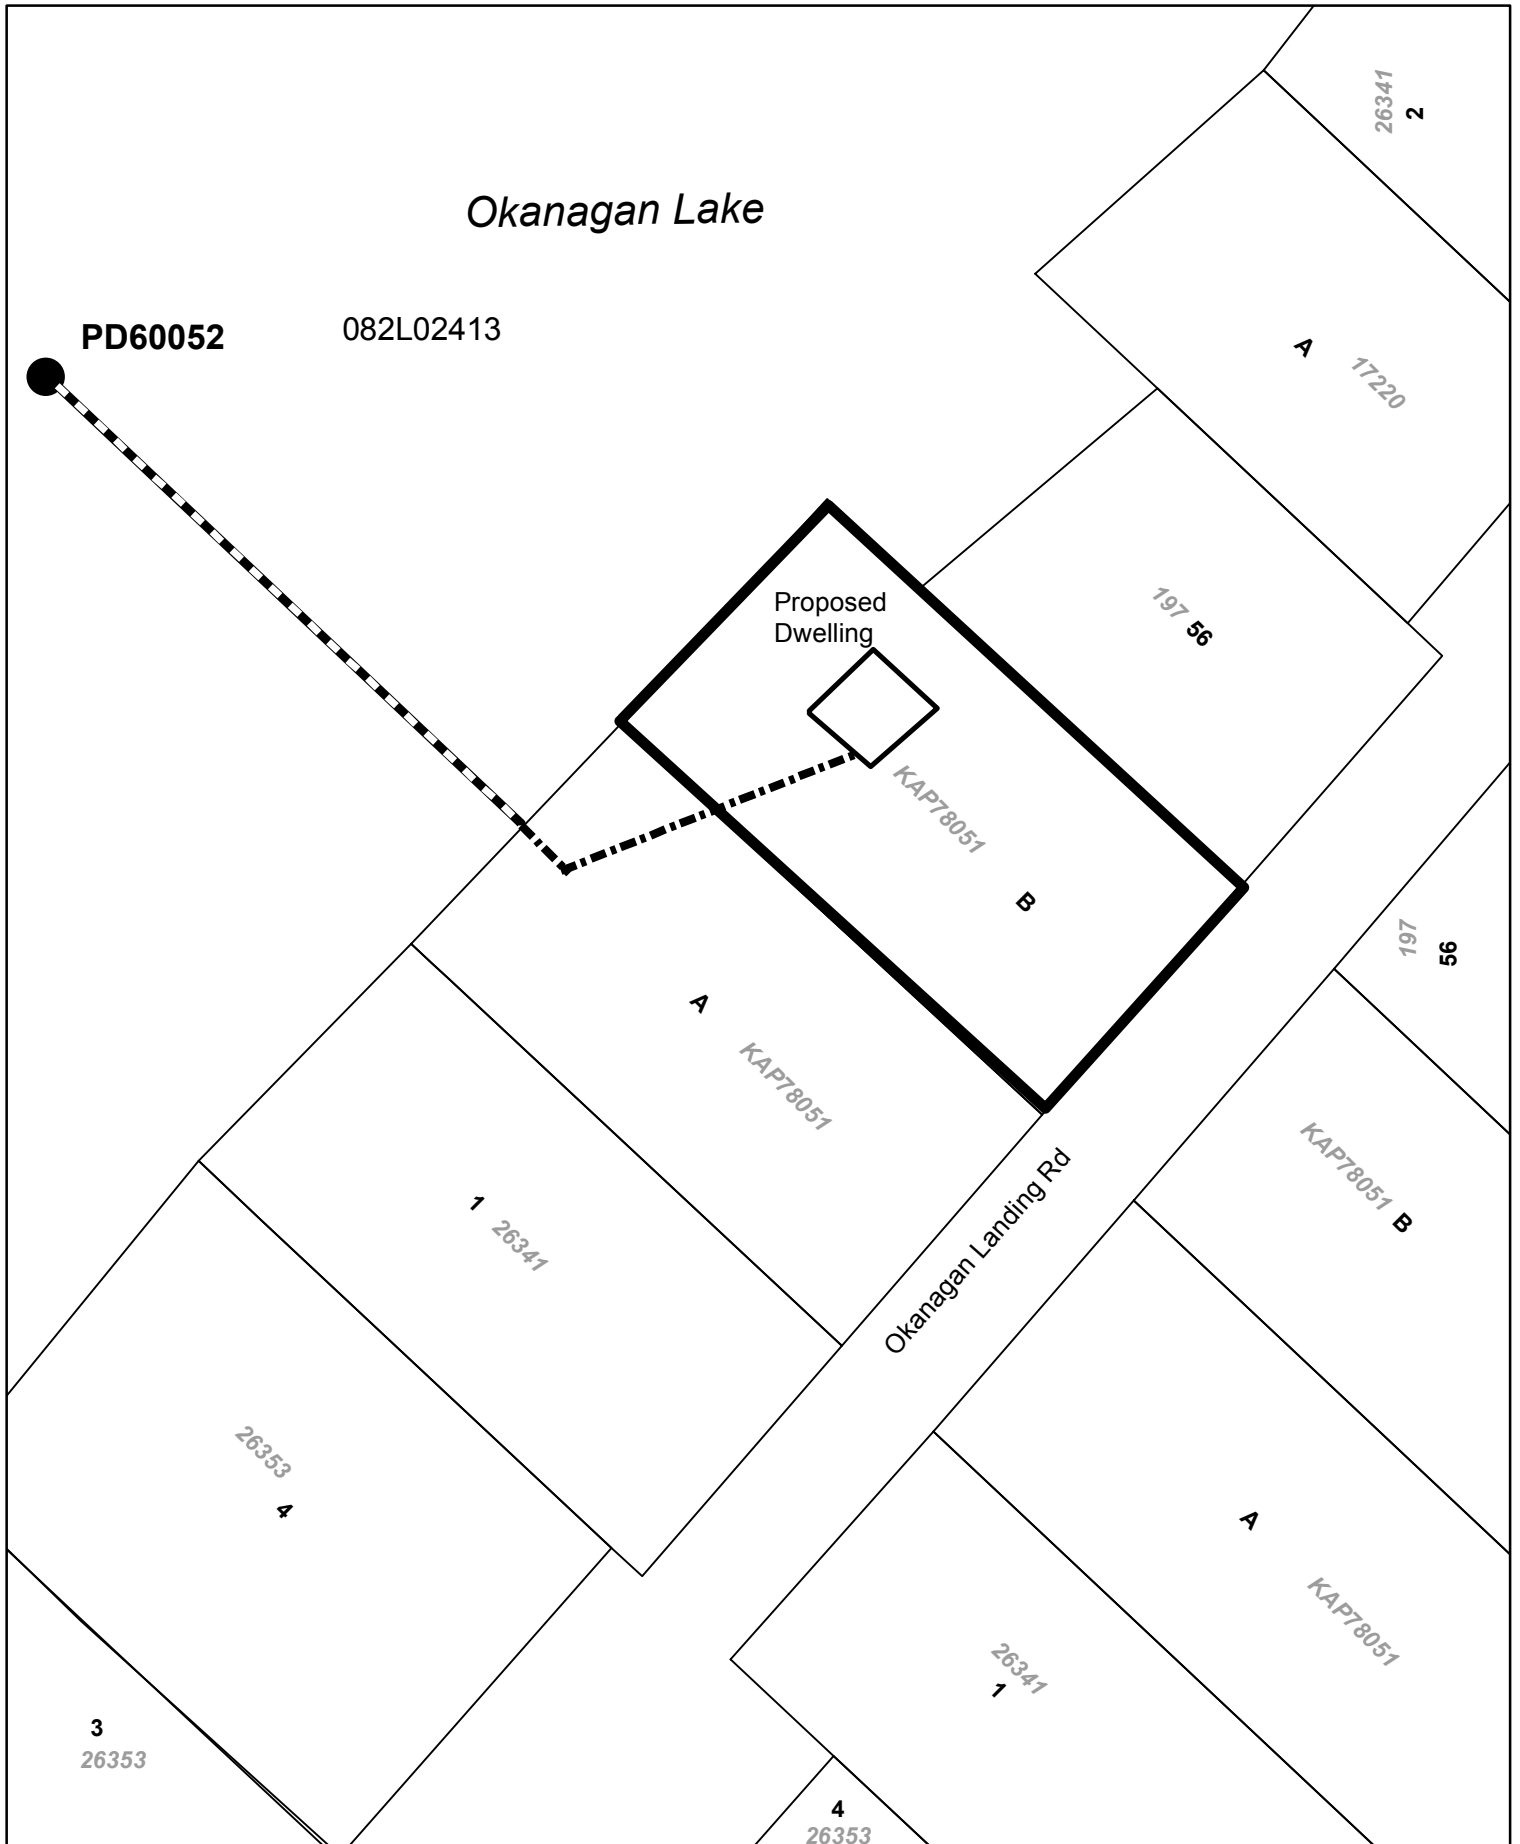 26341
2
Okanagan Lake
PD60052
082L02413
A
17220
Proposed
Dwelling
197 56
KAP78051
B
197
56
A
KAP78051
KAP78051 B
Okanagan Landing Rd
1 26341
26353
4
A
KAP78051
26341
1
3
26353
4
26353